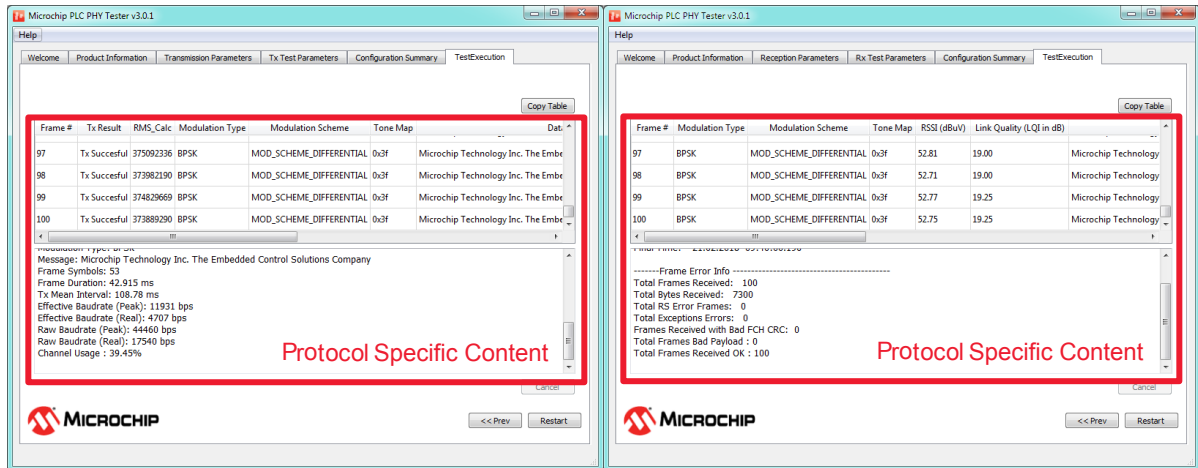 Microchip PLC PHY Tester v3.0.1
Help
Welcome Product Information Transmission Parameters Tx Test Parameters Configuration Summary TestExecution
Copy Table
Frame # Tx Result RMS_Calc Modulation Type Modulation Scheme Tone Map Dat
97 Tx Succesful 375092336 BPSK MOD_SCHEME_DIFFERENTIAL 0x3f Microchip Technology Inc. The Embe
98 Tx Succesful 373982190 BPSK MOD_SCHEME_DIFFERENTIAL 0x3f Microchip Technology Inc. The Embe
99 Tx Succesful 374829669 BPSK MOD_SCHEME_DIFFERENTIAL 0x3f Microchip Technology Inc. The Embe
100 Tx Succesful 373889290 BPSK MOD_SCHEME_DIFFERENTIAL 0x3f Microchip Technology Inc. The Embe
Modulation Type: BPSK
Message: Microchip Technology Inc. The Embedded Control Solutions Company
Frame Symbols: 53
Frame Duration: 42.915 ms
Tx Mean Interval: 108.78 ms
Effective Baudrate (Peak): 11931 bps
Effective Baudrate (Real): 4707 bps
Raw Baudrate (Peak): 44460 bps
Raw Baudrate (Real): 17540 bps
Channel Usage : 39.45%
Protocol Specific Content
Cancel
MICROCHIP
<< Prev Restart
Microchip PLC PHY Tester v3.0.1
Help
Welcome Product Information Reception Parameters Rx Test Parameters Configuration Summary TestExecution
Copy Table
Frame # Modulation Type Modulation Scheme Tone Map RSSI (dBuV) Link Quality (LQI in dB)
97 BPSK MOD_SCHEME_DIFFERENTIAL 0x3f 52.81 19.00 Microchip Technology
98 BPSK MOD_SCHEME_DIFFERENTIAL 0x3f 52.71 19.00 Microchip Technology
99 BPSK MOD_SCHEME_DIFFERENTIAL 0x3f 52.77 19.25 Microchip Technology
100 BPSK MOD_SCHEME_DIFFERENTIAL 0x3f 52.75 19.25 Microchip Technology
-------Frame Error Info -------------------------------------------
Total Frames Received: 100
Total Bytes Received: 7300
Total RS Error Frames: 0
Total Exceptions Errors: 0
Frames Received with Bad FCH CRC: 0
Total Frames Bad Payload : 0
Total Frames Received OK : 100
Protocol Specific Content
Cancel
MICROCHIP
<< Prev Restart